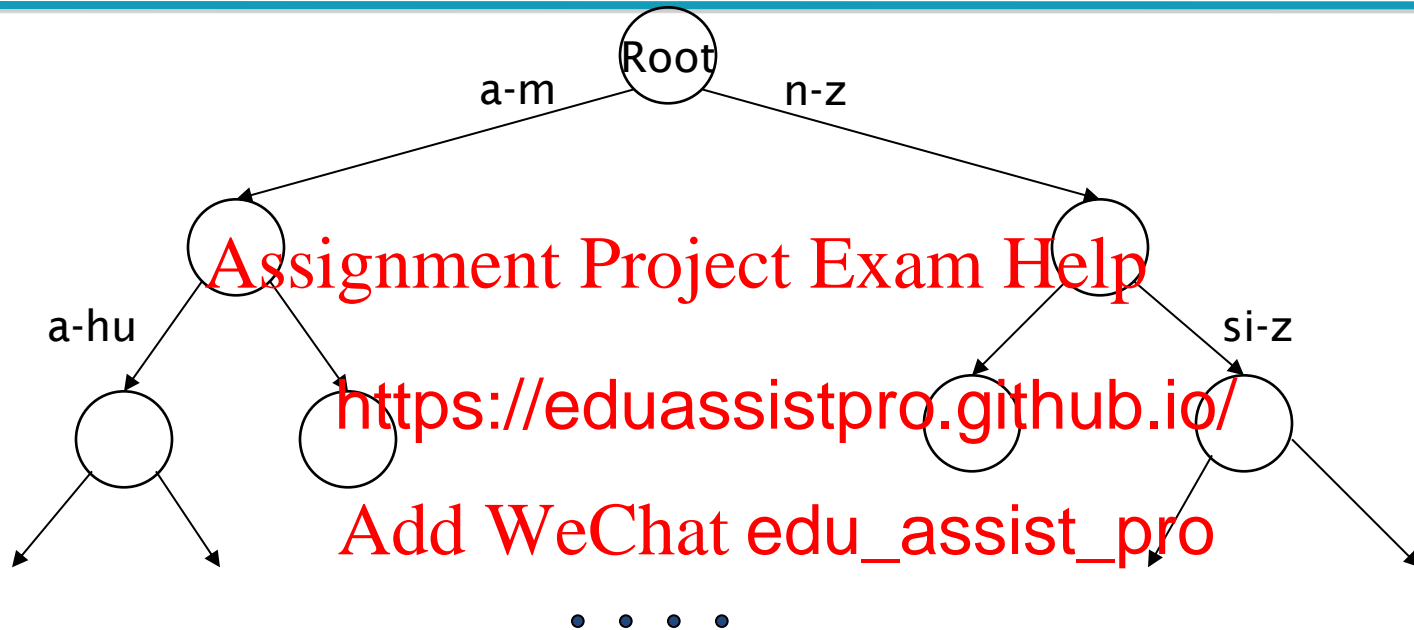 Root
a-m n-z
Assignment Project Exam Help
a-hu si-z
https://eduassistpro.github.io/
Add WeChat edu_assist_pro